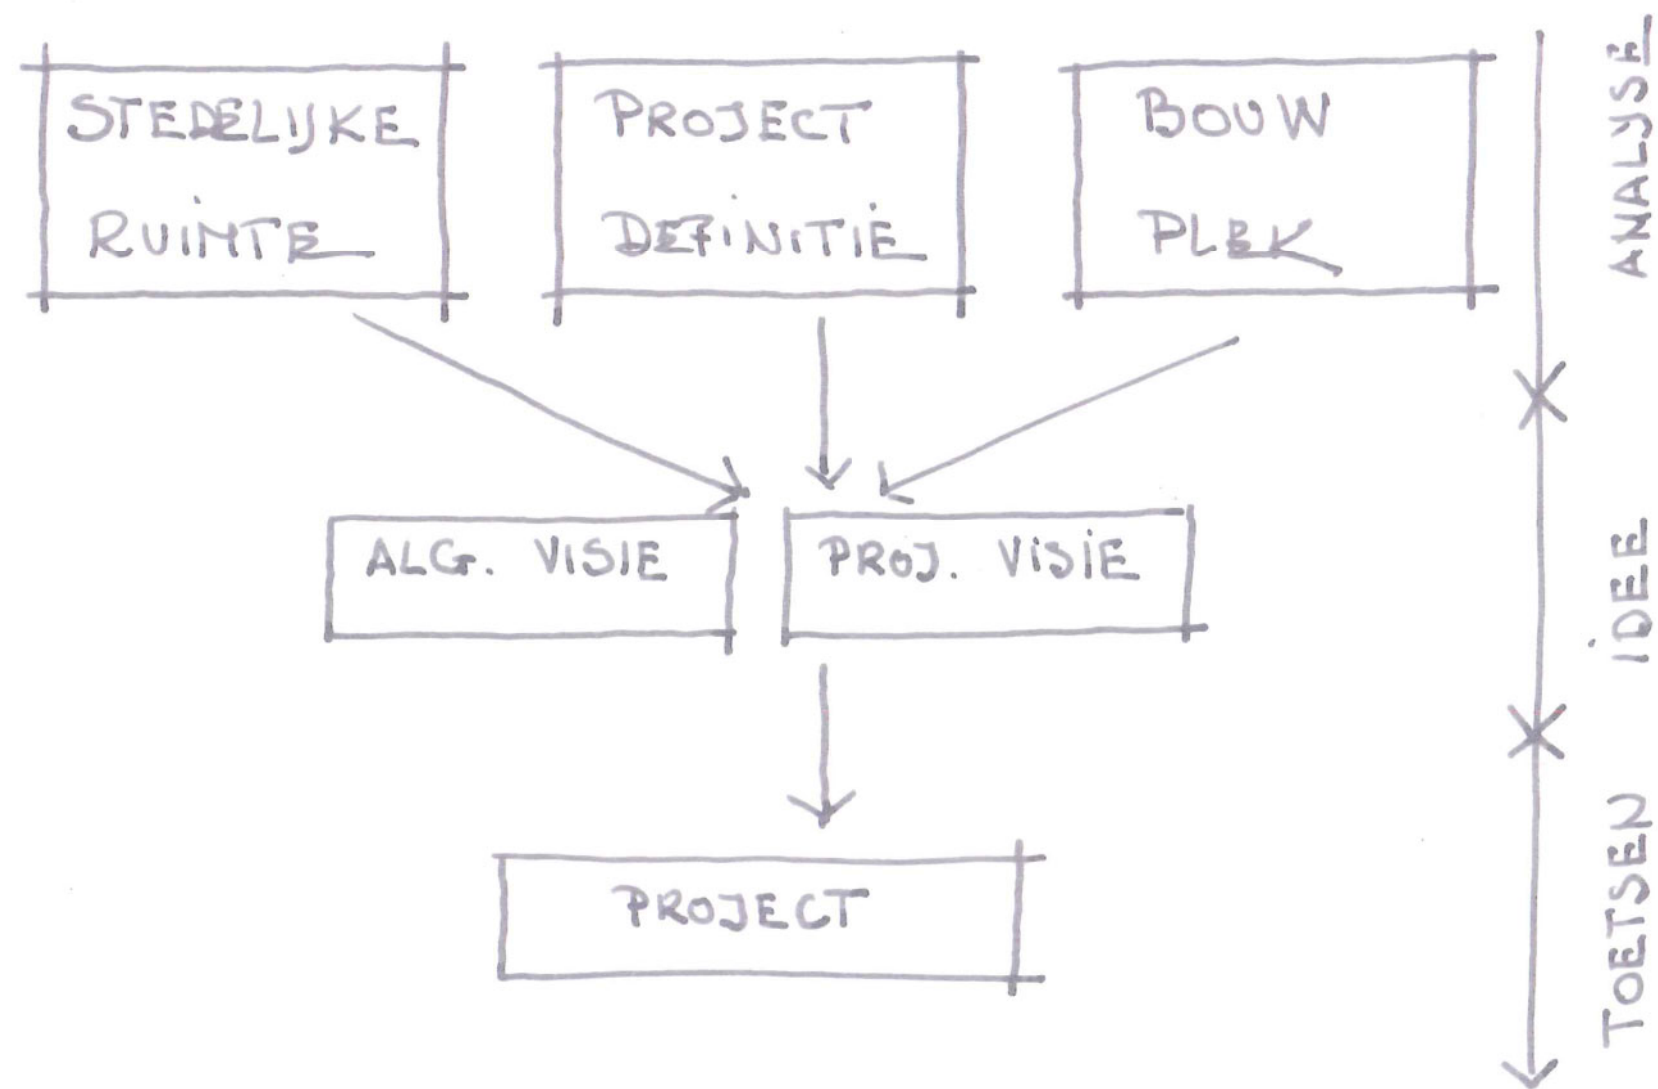 STEDELIJKE
RUIMTE
PROJECT
DEFINITIE
BOUW
PLEK
ANALYSE
ALG. VISIE
PROJ. VISIE
IDEE
PROJECT
TOETSEN